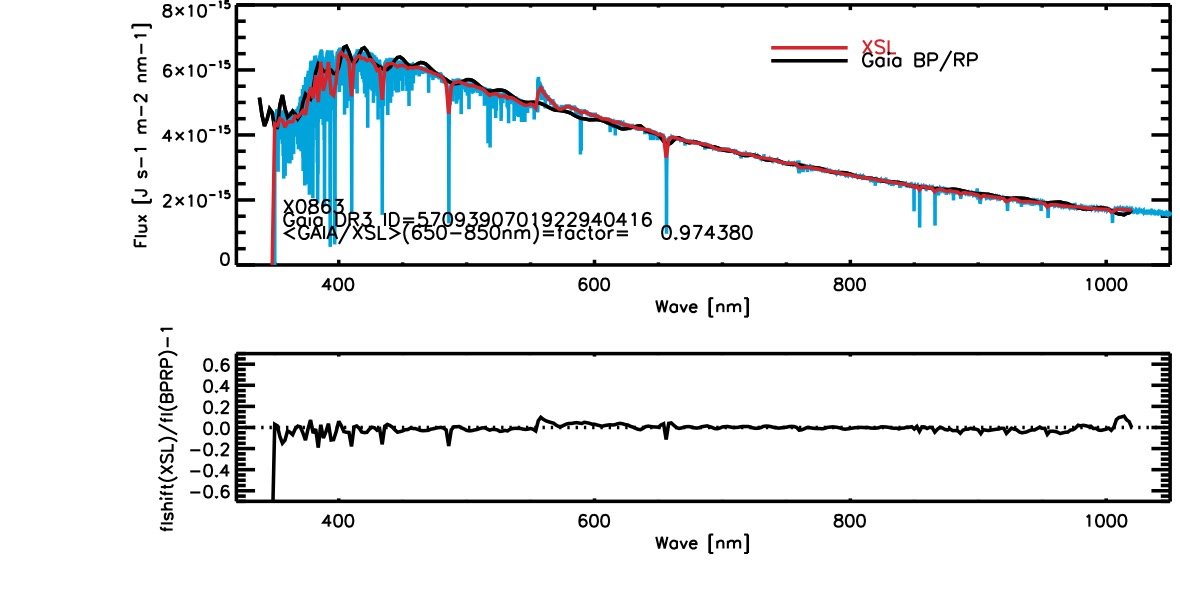 8×10−15
6×10−15
4×10−15
2×10−15
0
Flux [J s−1 m−2 nm−1]
XSL
Gaia BP/RP
X0863
Gaia DR3 ID=5709390701922940416
<GAIA/XSL>(650−850nm)=factor= 0.974380
400 600 800 1000
Wave [nm]
flshift(XSL)/fl(BPRP)−1
0.6
0.4
0.2
0.0
−0.2
−0.4
−0.6
400 600 800 1000
Wave [nm]